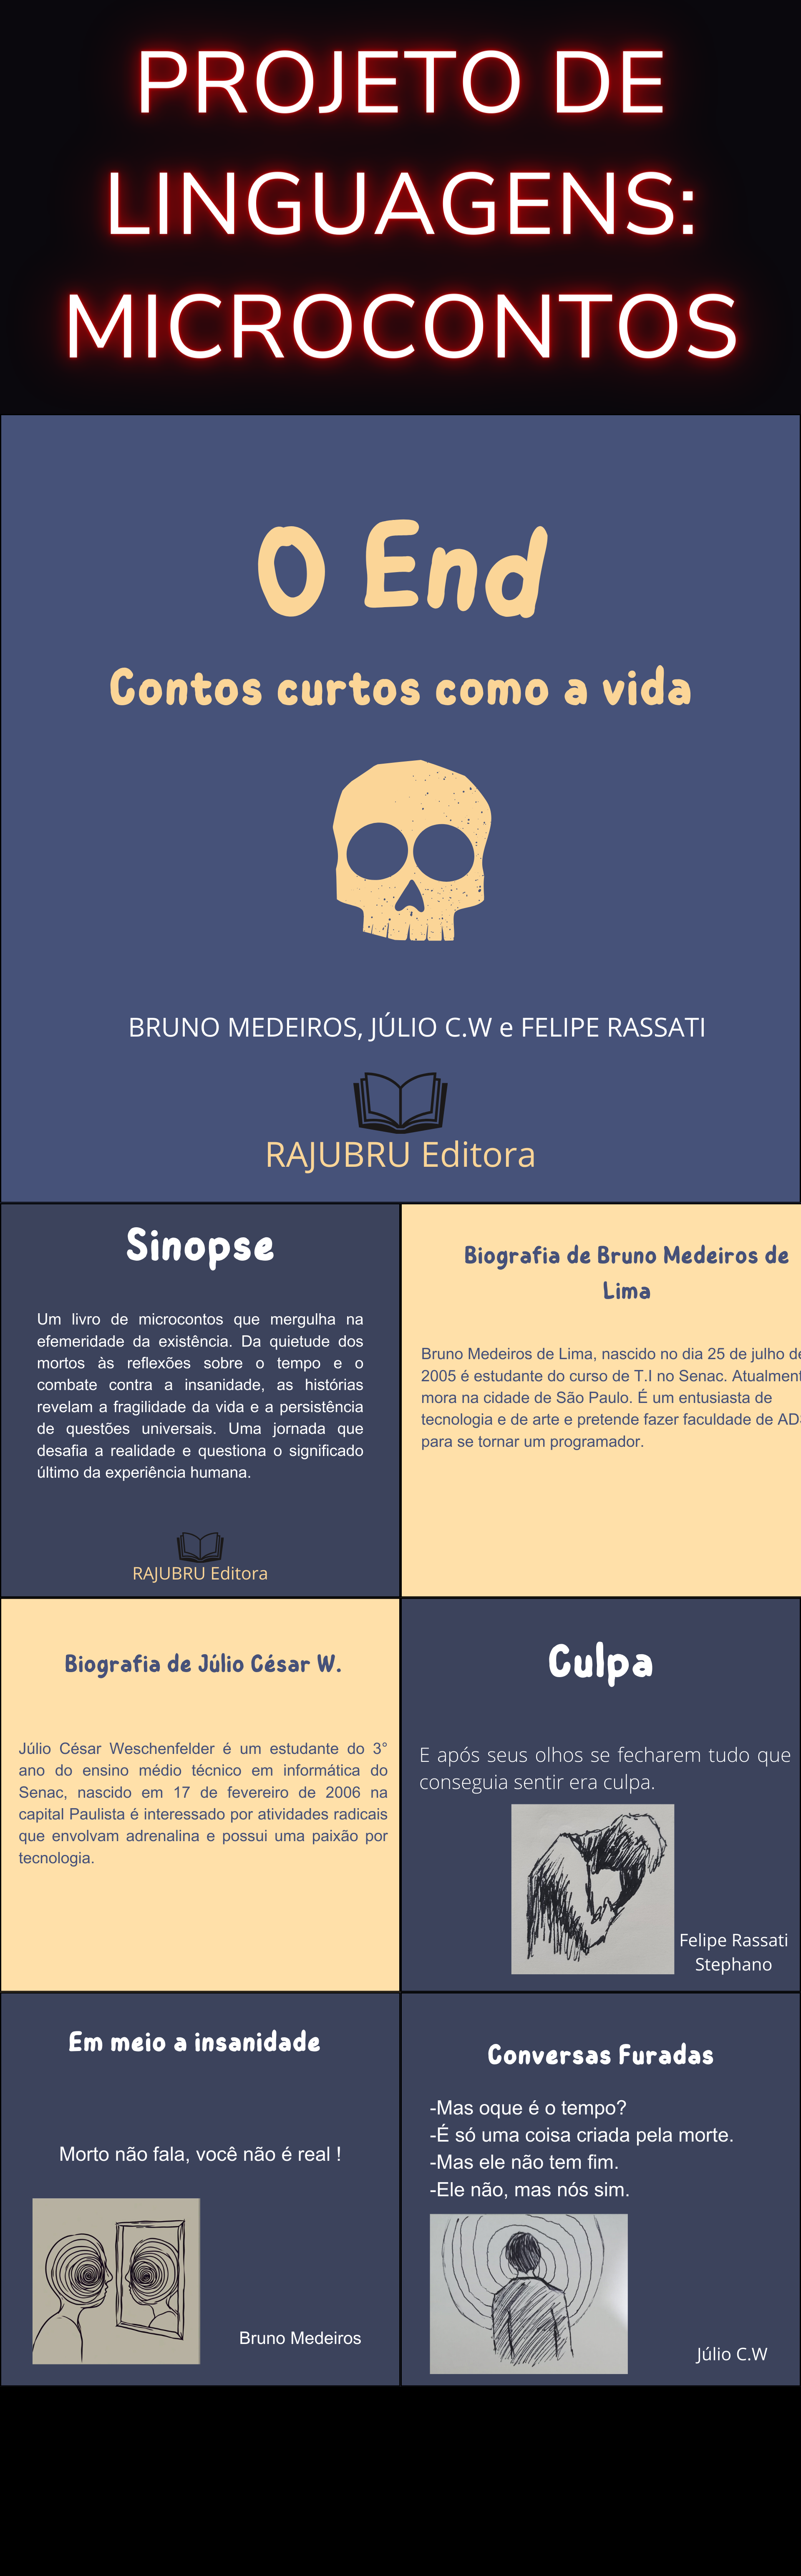 PROJETO DE
LINGUAGENS:
MICROCONTOS
O End
Contos curtos como a vida
BRUNO MEDEIROS, JÚLIO C.W e FELIPE RASSATI
RAJUBRU Editora
Sinopse
Um livro de microcontos que mergulha na
efemeridade da existência. Da quietude dos
mortos às reflexões sobre o tempo e o
combate contra a insanidade, as histórias
revelam a fragilidade da vida e a persistência
de questões universais. Uma jornada que
desafia a realidade e questiona o significado
último da experiência humana.
RAJUBRU Editora
Biografia de Bruno Medeiros de
Lima
Bruno Medeiros de Lima, nascido no dia 25 de julho de
2005 é estudante do curso de T.I no Senac. Atualment
mora na cidade de São Paulo. É um entusiasta de
tecnologia e de arte e pretende fazer faculdade de AD
para se tornar um programador.
Biografia de Júlio César W.
Júlio César Weschenfelder é um estudante do 3°
ano do ensino médio técnico em informática do
Senac, nascido em 17 de fevereiro de 2006 na
capital Paulista é interessado por atividades radicais
que envolvam adrenalina e possui uma paixão por
tecnologia.
Culpa
E após seus olhos se fecharem tudo que
conseguia sentir era culpa.
Felipe Rassati
Stephano
Em meio a insanidade
Morto não fala, você não é real !
Bruno Medeiros
Conversas Furadas
-Mas oque é o tempo?
-É só uma coisa criada pela morte.
-Mas ele não tem fim.
-Ele não, mas nós sim.
Júlio C.W